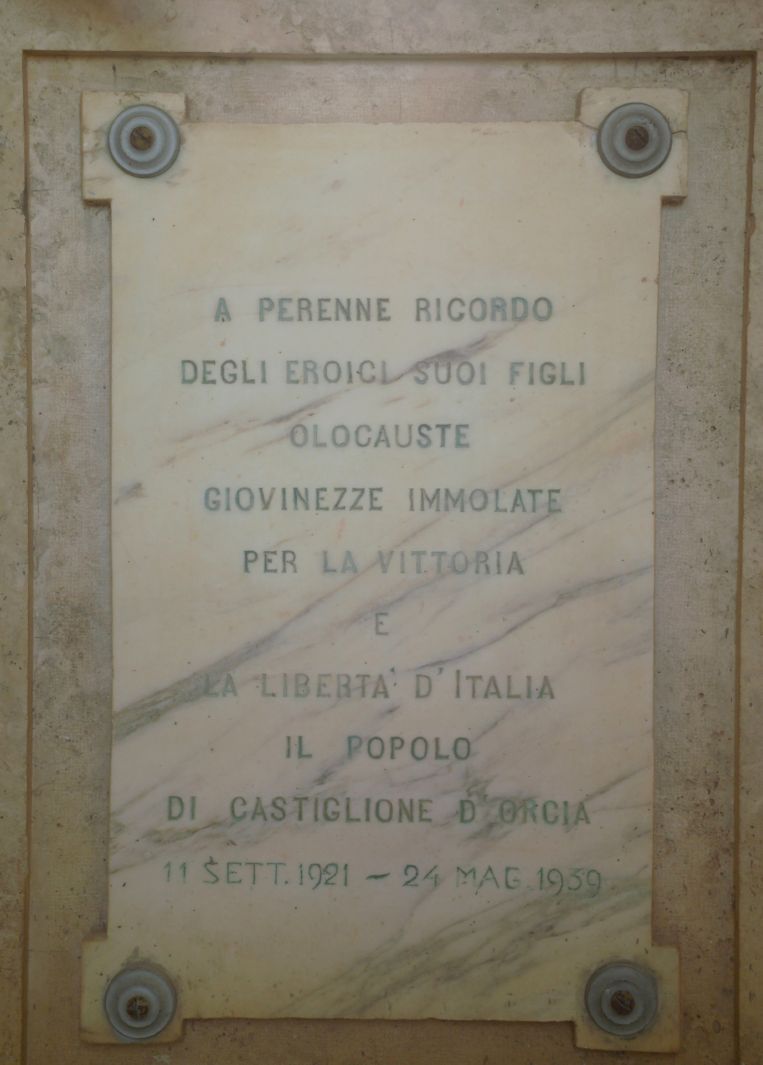 A PERENNE RICORDO
DEGLI EROICI SUOI FIGLI
OLOCAUSTE
GIOVINEZZE IMMOLATE
PER LA VITTORIA
E
LA LIBERTA' D'ITALIA
IL POPOLO
DI CASTIGLIONE D'ORCIA
11 SETT. 1921 - 24 MAG. 1959